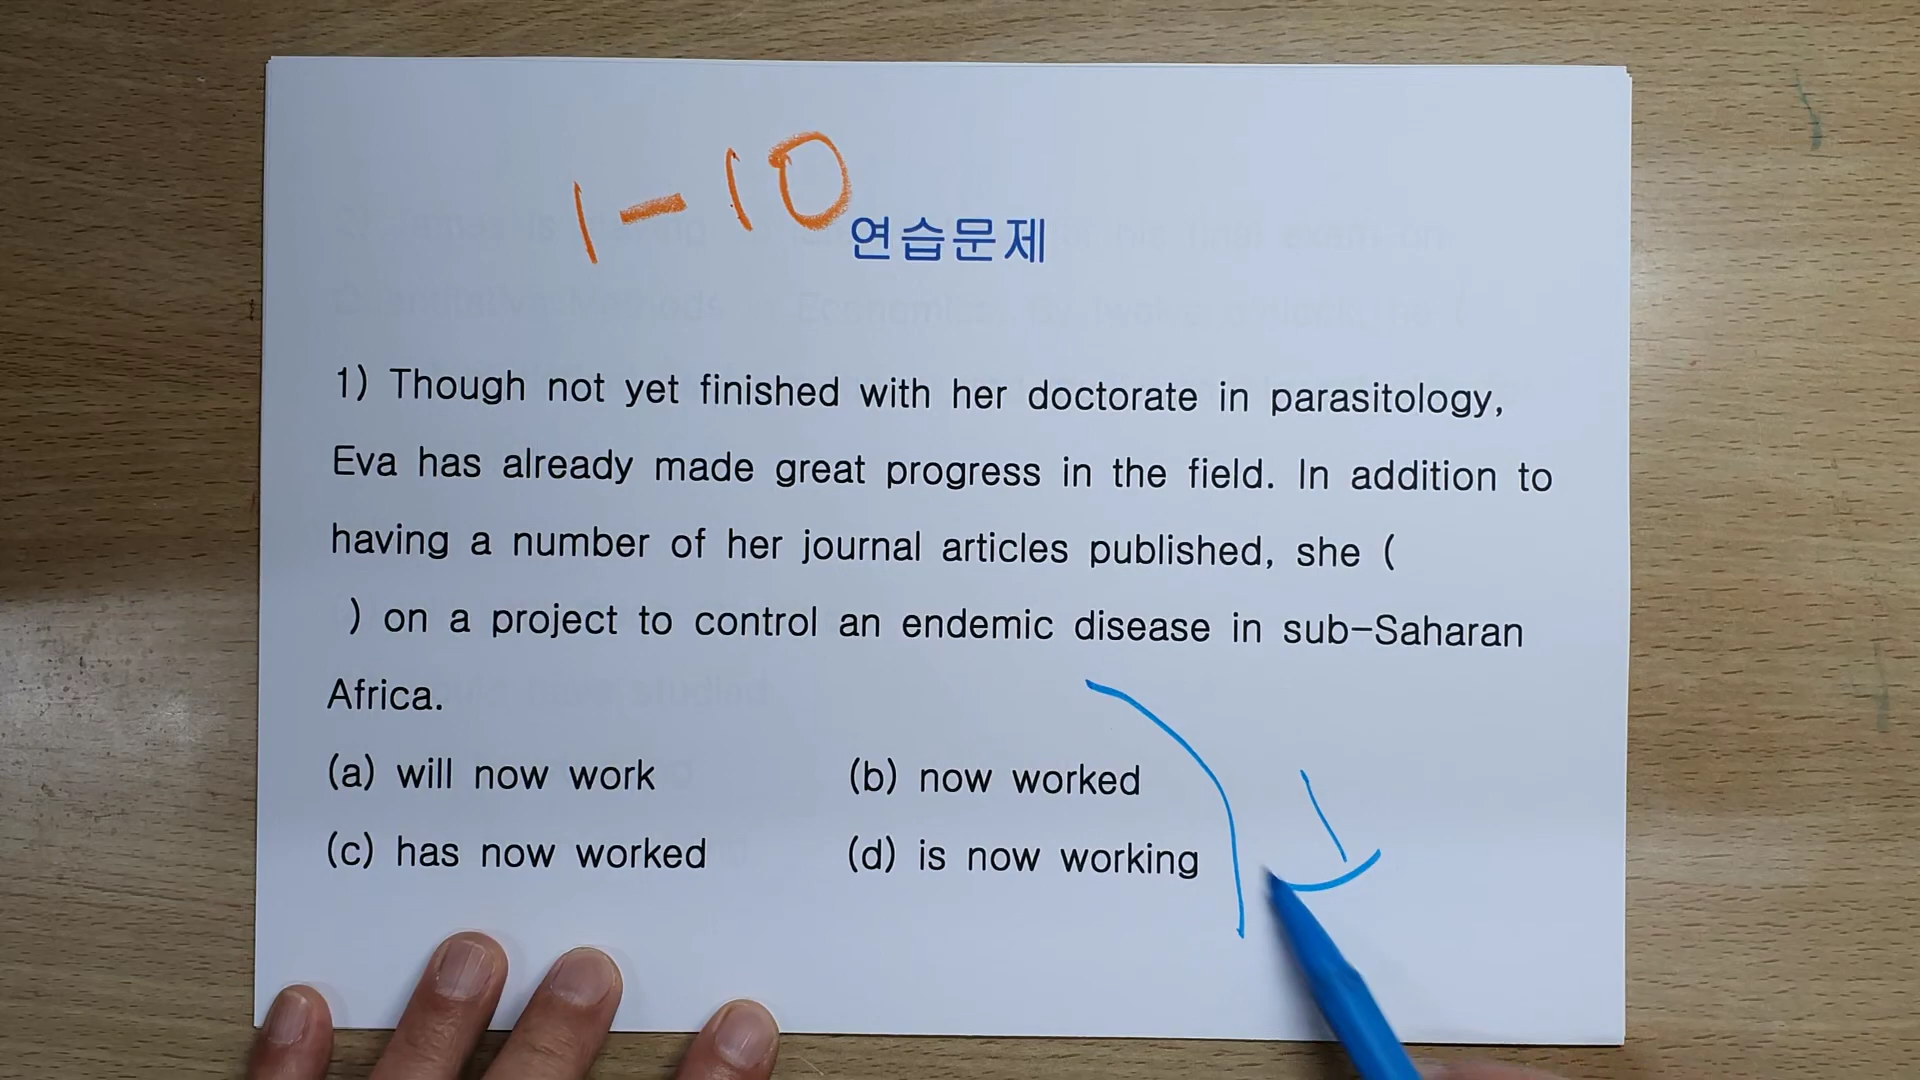 1-10
연습문제
1) Though not yet finished with her doctorate in parasitology,
Eva has already made great progress in the field. In addition to
having a number of her journal articles published, she (
) on a project to control an endemic disease in sub-Saharan
Africa.
(a) will now work (b) now worked
(c) has now worked (d) is now working